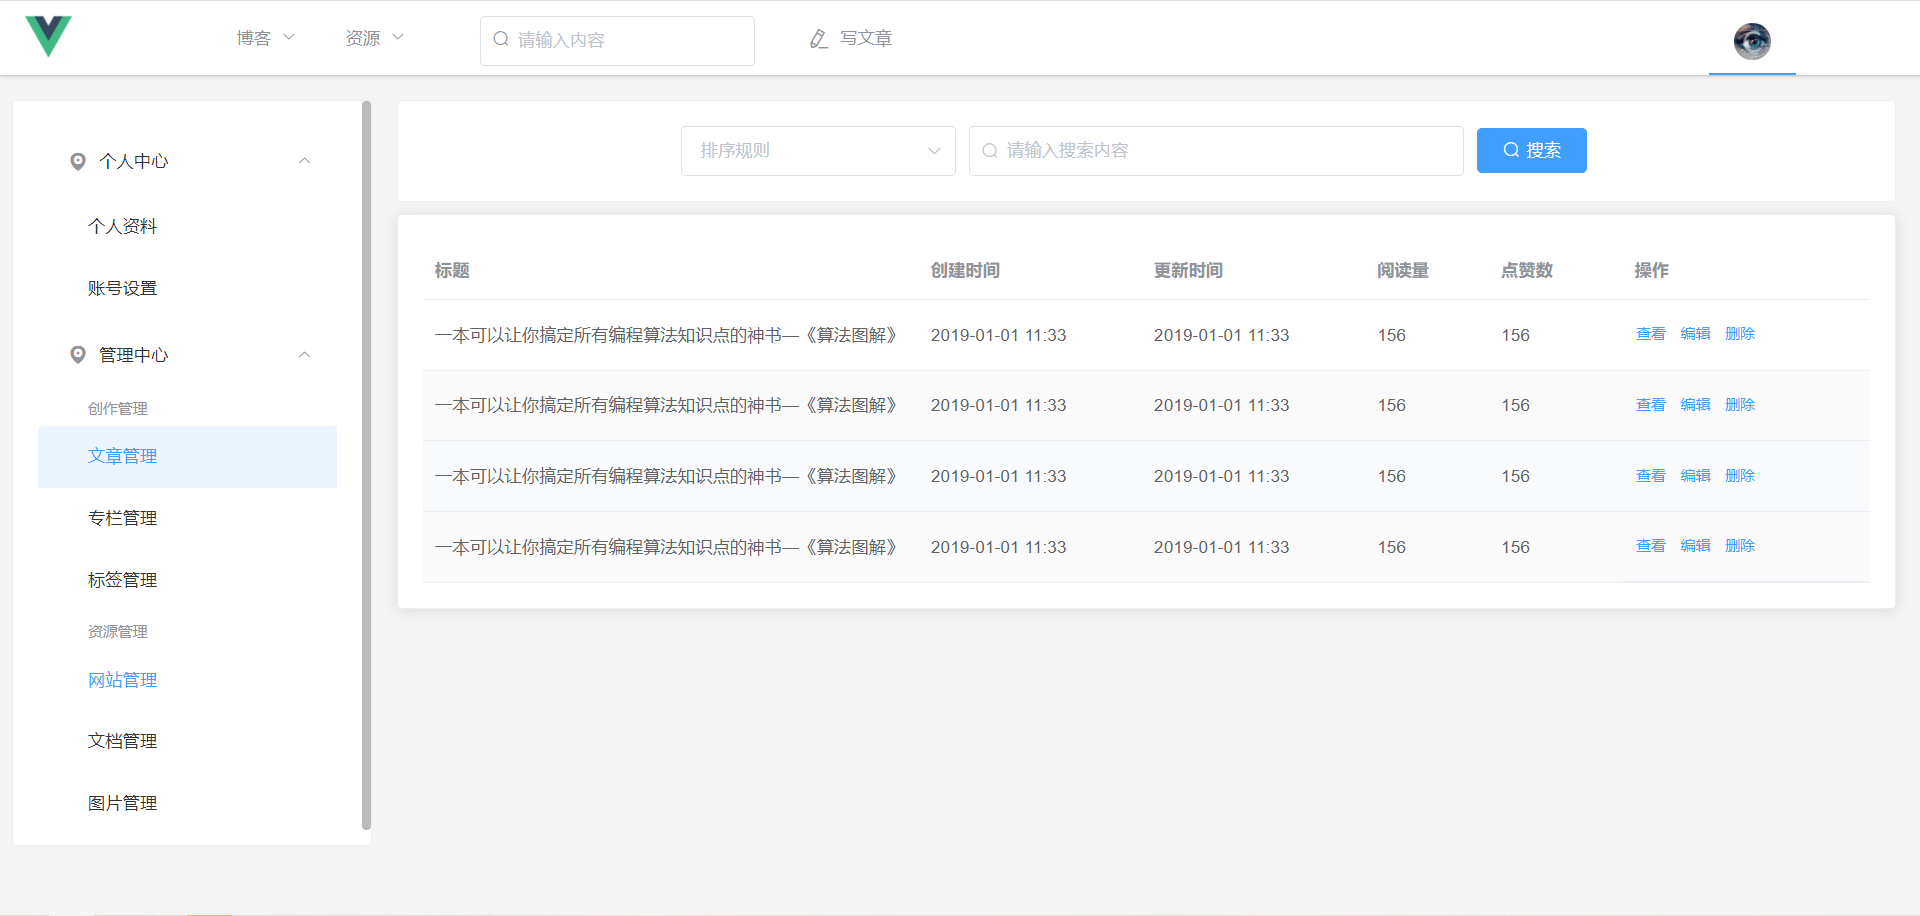 博客 资源 请输入内容 写文章
个人中心
个人资料
账号设置
管理中心
创作管理
文章管理
专栏管理
标签管理
资源管理
网站管理
文档管理
图片管理
排序规则 请输入搜索内容 搜索
标题 创建时间 更新时间 阅读量 点赞数 操作
一本可以让你搞定所有编程算法知识点的神书—《算法图解》 2019-01-01 11:33 2019-01-01 11:33 156 156 查看 编辑 删除
一本可以让你搞定所有编程算法知识点的神书—《算法图解》 2019-01-01 11:33 2019-01-01 11:33 156 156 查看 编辑 删除
一本可以让你搞定所有编程算法知识点的神书—《算法图解》 2019-01-01 11:33 2019-01-01 11:33 156 156 查看 编辑 删除
一本可以让你搞定所有编程算法知识点的神书—《算法图解》 2019-01-01 11:33 2019-01-01 11:33 156 156 查看 编辑 删除